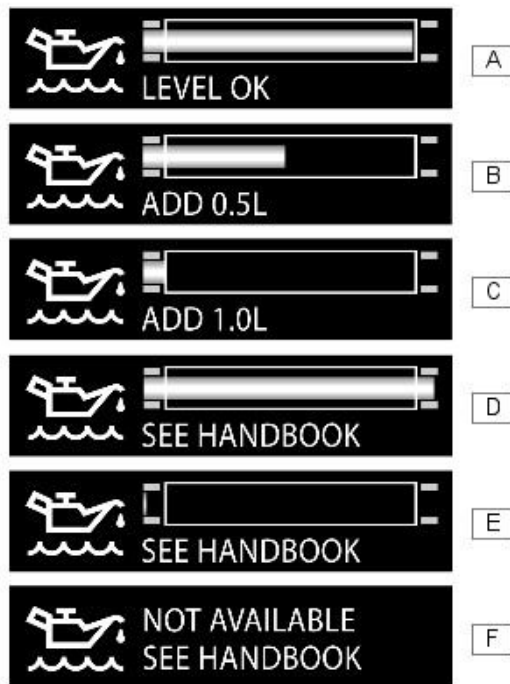 LEVEL OK
A
ADD 0.5L
B
ADD 1.0L
C
SEE HANDBOOK
D
SEE HANDBOOK
E
NOT AVAILABLE
SEE HANDBOOK
F